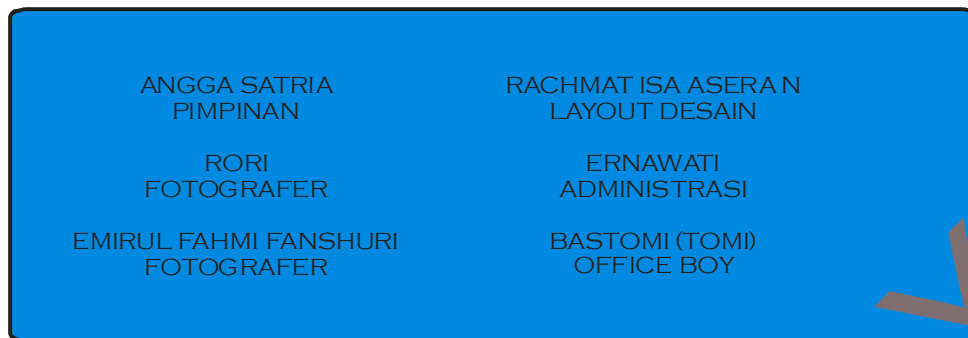 ANGGA SATRIA
PIMPINAN
RORI
FOTOGRAFER
EMIRUL FAHMI FANSHURI
FOTOGRAFER
RACHMAT ISA ASERA N
LAYOUT DESAIN
ERNAWATI
ADMINISTRASI
BASTOMI (TOMI)
OFFICE BOY